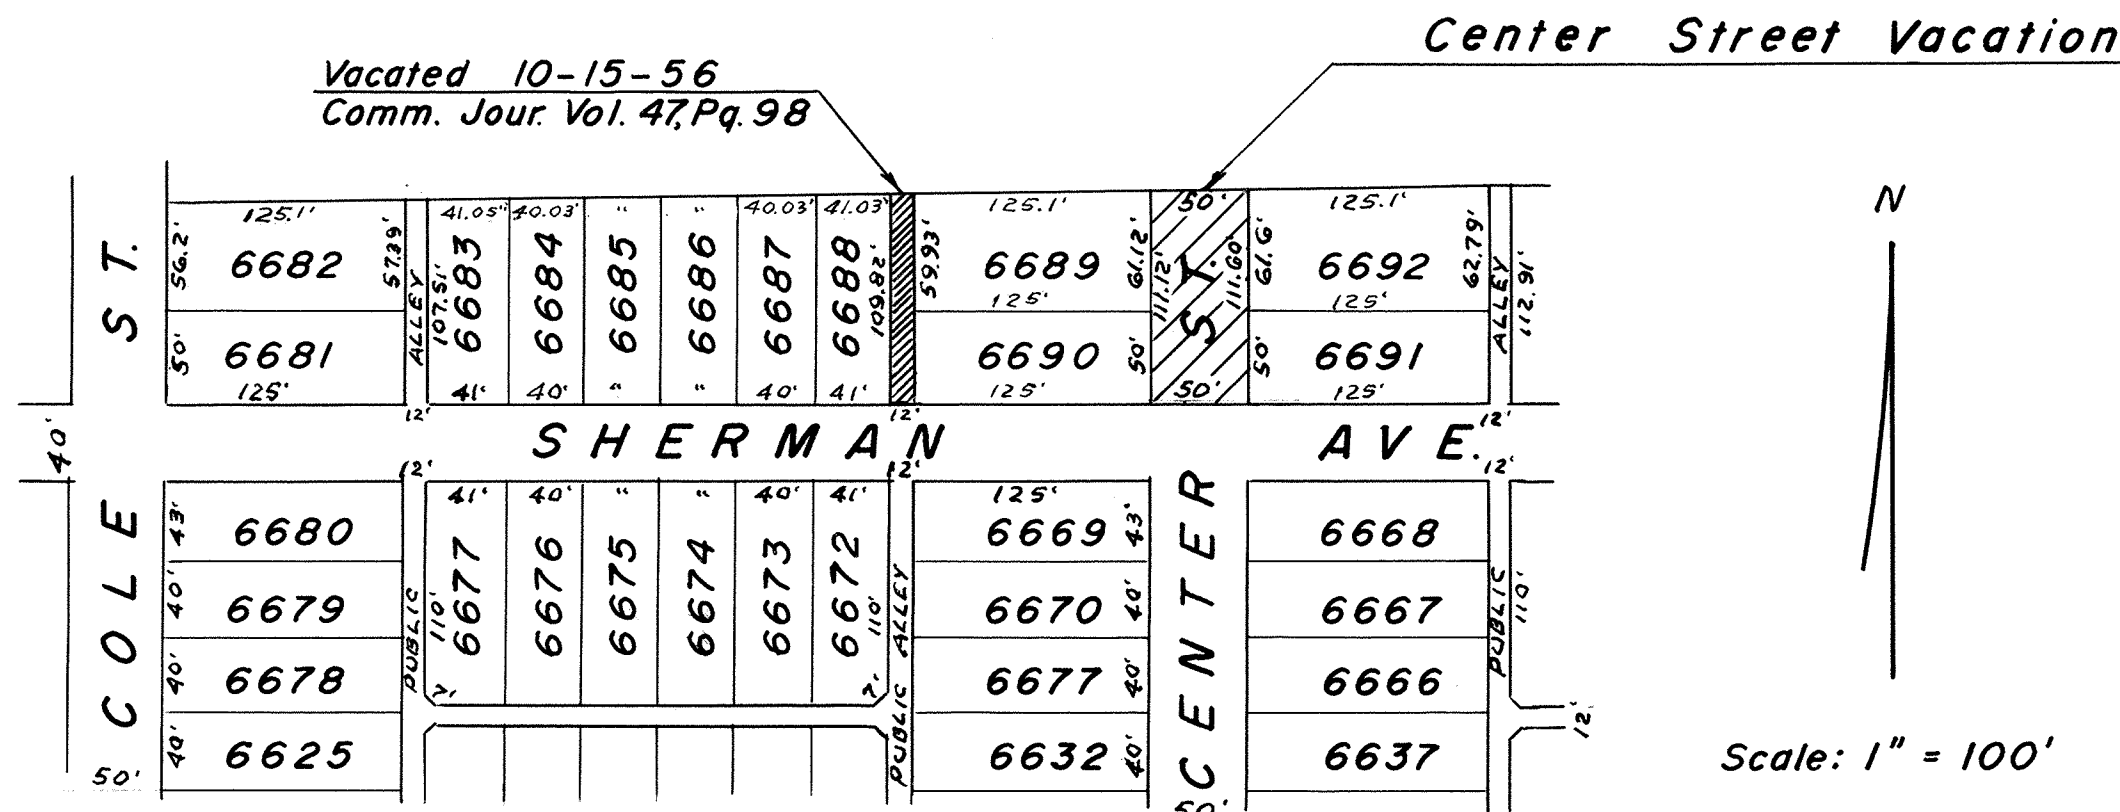 Center Street Vacation
Vacated 10-15-56
Comm. Jour. Vol. 47, Pg. 98
125.1' 41.05" 40.03' " " 40.03' 41.03' 125.1' 50' 125.1'
56.2' 6682 57.39' 6683 6684 6685 6686 6687 6688 59.93' 6689 61.12' 61.6' 6692 62.79'
107.51' 109.82' 125' 111.12' 111.60' 125' 112.91'
ST. ALLEY ST. ALLEY
50' 6681 6690 50' 50' 6691
125' 41' 40' " " 40' 41' 125' 50' 125'
12' 12' 12'
40' SHERMAN AVE.
12' 12' 12'
41' 40' " " 40' 41' 125'
43' 6680 6677 6676 6675 6674 6673 6672 6669 43' 6668
40' 6679 110' 110' 6670 40' 6667 110'
COLE PUBLIC PUBLIC ALLEY CENTER PUBLIC
40' 6678 7' 7' 6677 40' 6666
40' 6625 6632 40' 6637 12'
50' 50'
N
Scale: 1" = 100'